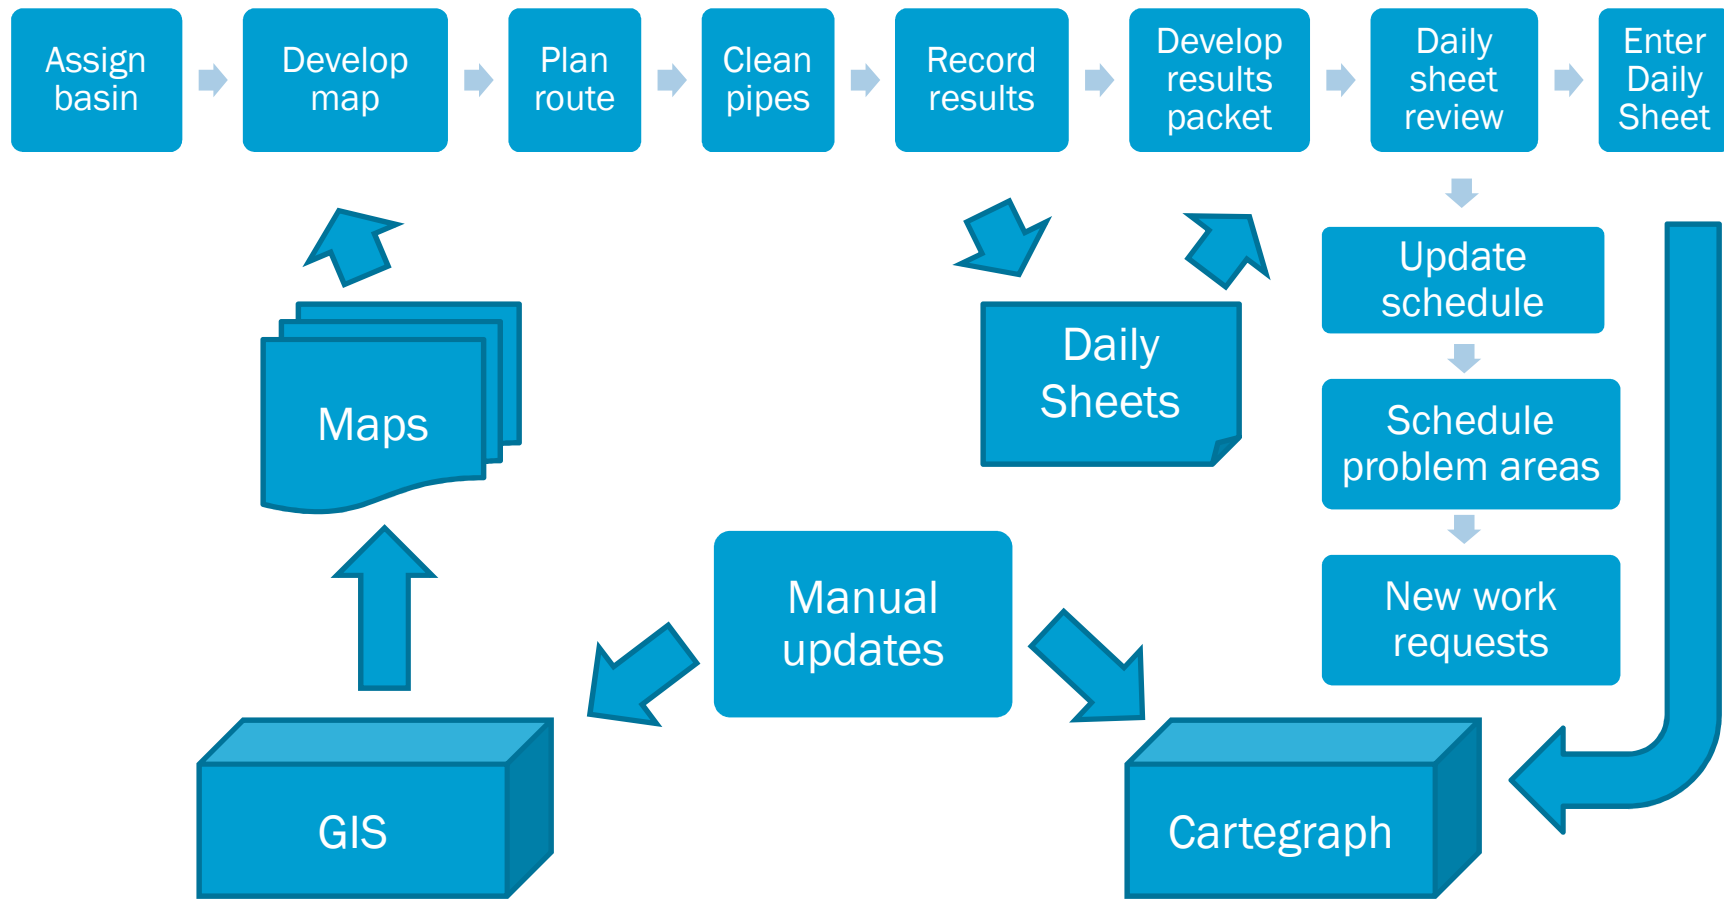 Assign
basin
Develop
map
Plan
route
Clean
pipes
Record
results
Develop
results
packet
Daily
sheet
review
Enter
Daily
Sheet
Update
schedule
Schedule
problem areas
New work
requests
Maps
Daily
Sheets
Manual
updates
GIS
Cartegraph